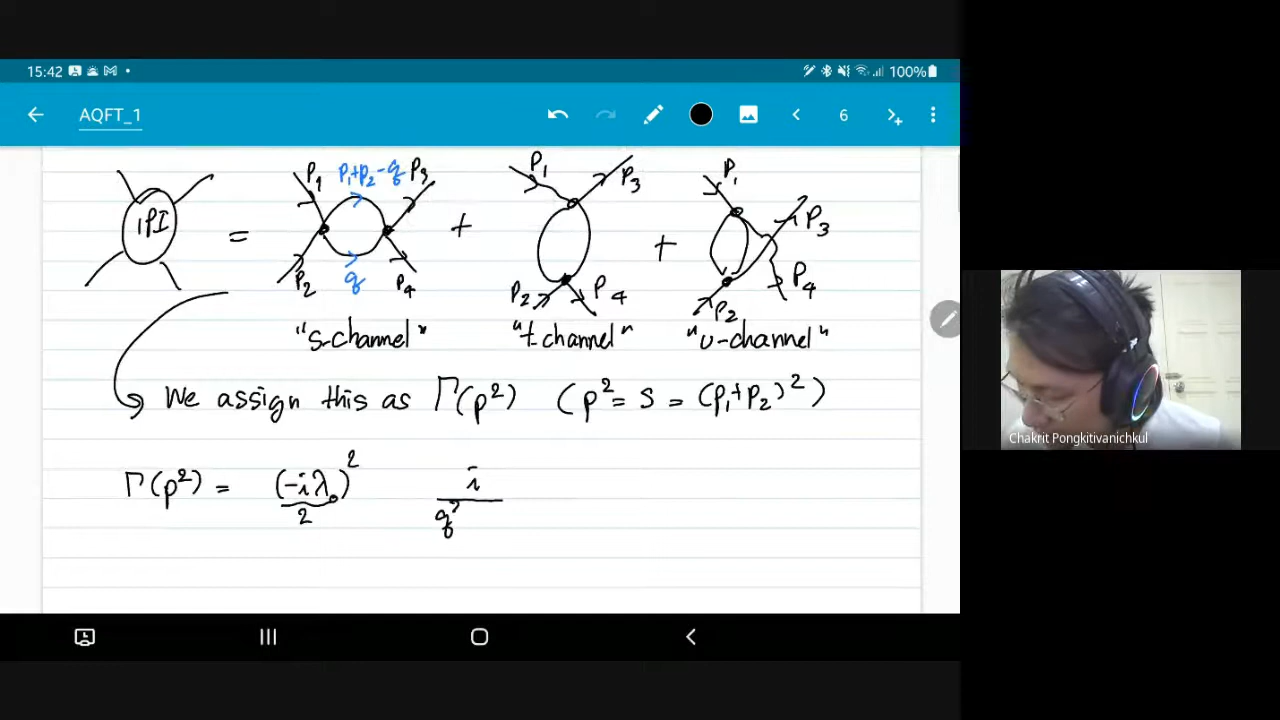 15:42 100%
AQFT_1 6
P₁ P₁+P₂-q P₃ P₁ P₃ P₁ P₃
1PI = + +
P₂ q P₄ P₂ P₄ P₂ P₄
"S-channel" "t channel" "u-channel"
We assign this as Γ(p²) (p² = S = (P₁+P₂)²)
Γ(p²) = (-iλ₀)²/2 i/q²
Chakrit Pongkitivanichkul